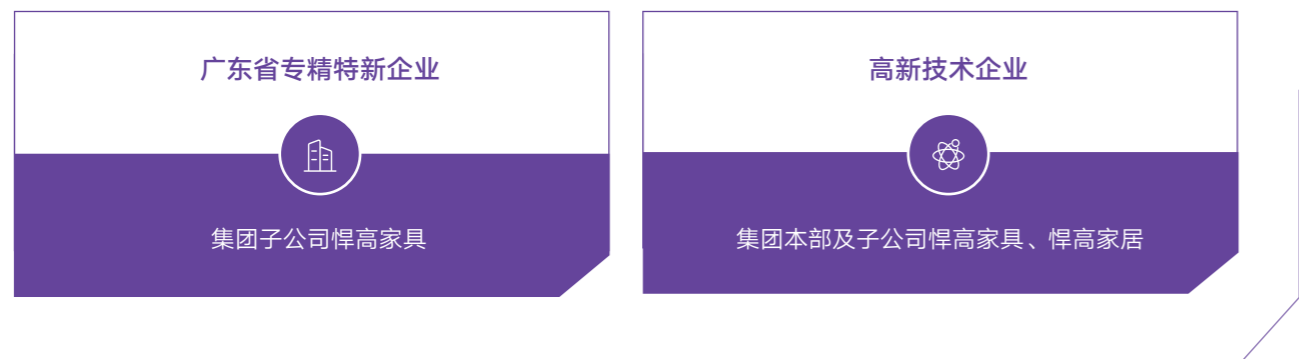 广东省专精特新企业
集团子公司悍高家具
高新技术企业
集团本部及子公司悍高家具、悍高家居